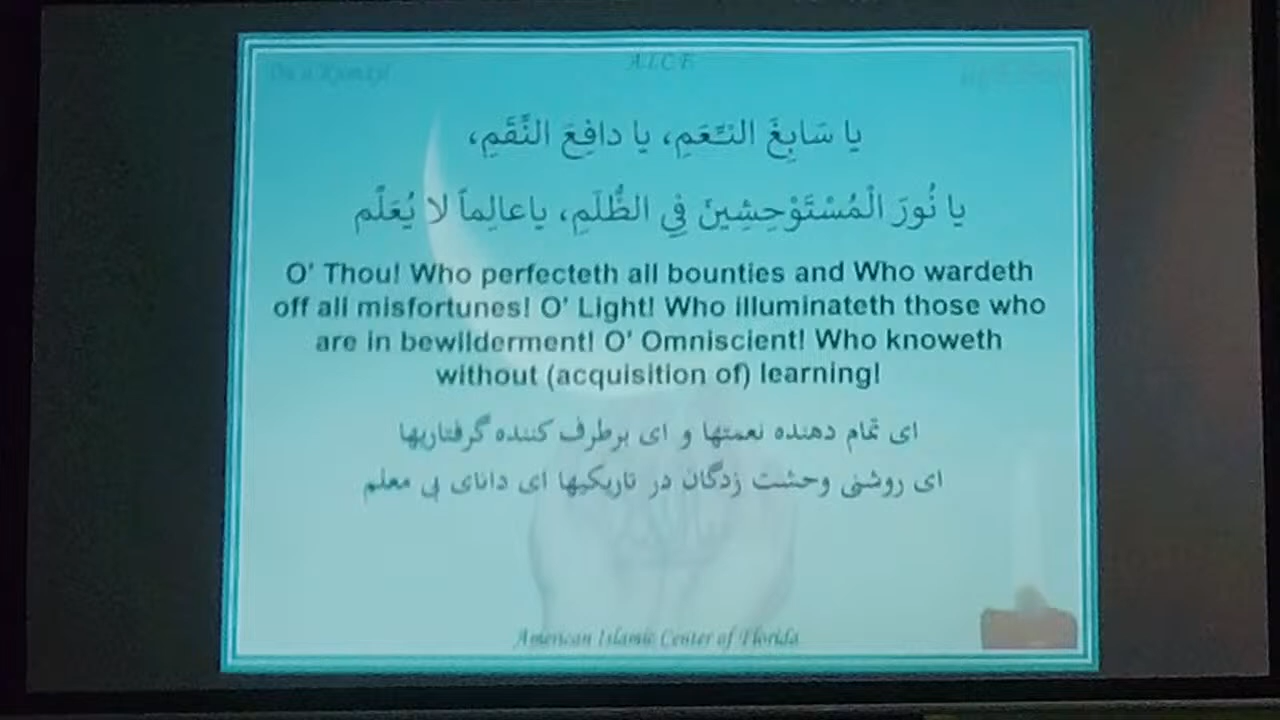 Du'a Kumayl
A.I.C.F.
يا سَابِغَ النِّعَمِ، يا دافِعَ النَّقَمِ،
يا نُورَ الْمُسْتَوْحِشِينَ فِي الظُّلَمِ، ياعالِماً لا يُعَلَّم
O' Thou! Who perfecteth all bounties and Who wardeth
off all misfortunes! O' Light! Who illuminateth those who
are in bewilderment! O' Omniscient! Who knoweth
without (acquisition of) learning!
ای تمام دهنده نعمتها و ای برطرف کننده گرفتاریها
ای روشنی وحشت زدگان در تاریکیها ای دانای بی معلم
American Islamic Center of Florida